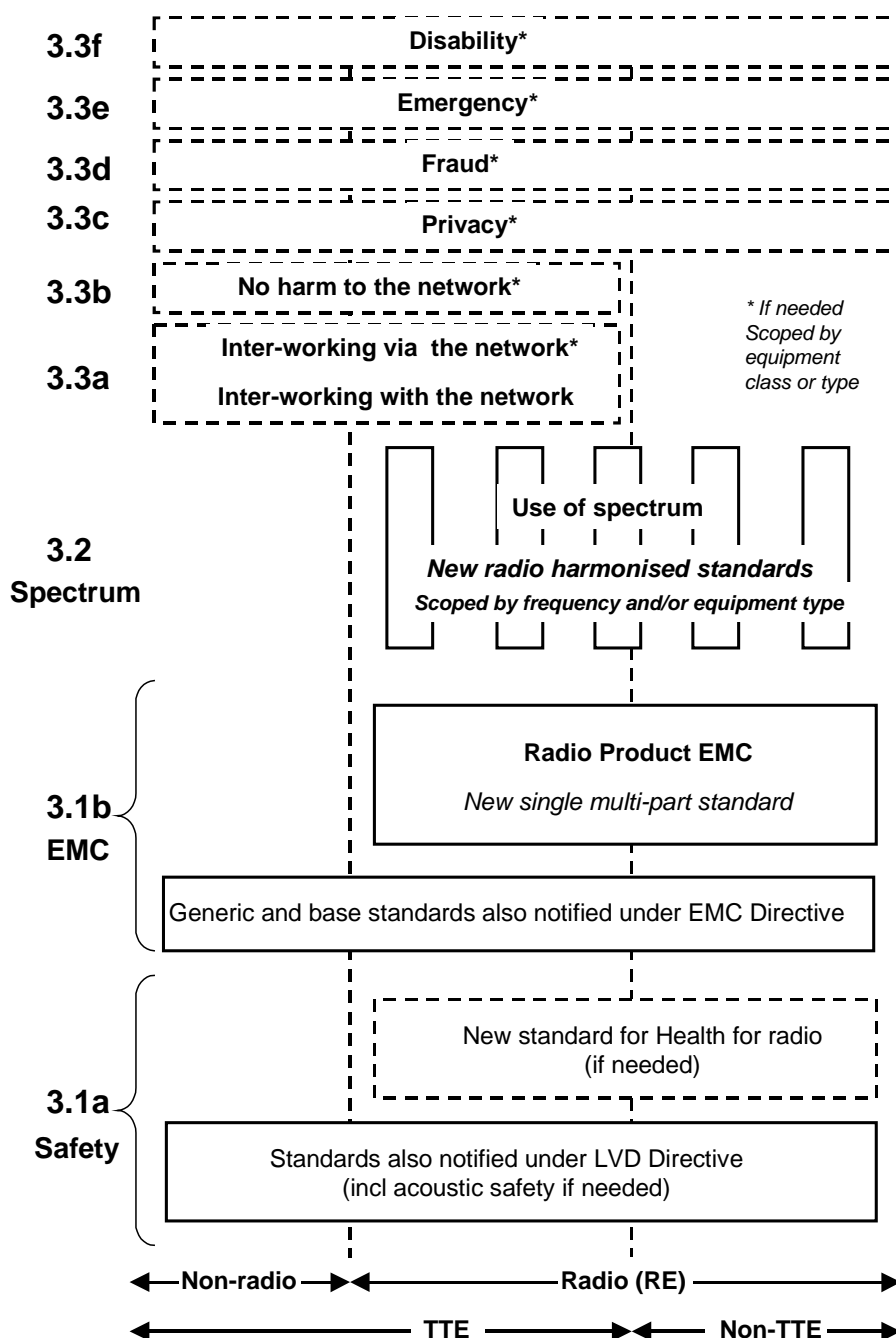 3.3f
Disability*
3.3e
Emergency*
3.3d
Fraud*
3.3c
Privacy*
3.3b
No harm to the network*
* If needed
Scoped by
equipment
class or type
3.3a
Inter-working via the network*
Inter-working with the network
3.2
Spectrum
Use of spectrum
New radio harmonised standards
Scoped by frequency and/or equipment type
3.1b
EMC
Radio Product EMC
New single multi-part standard
Generic and base standards also notified under EMC Directive
3.1a
Safety
New standard for Health for radio
(if needed)
Standards also notified under LVD Directive
(incl acoustic safety if needed)
Non-radio
Radio (RE)
TTE
Non-TTE